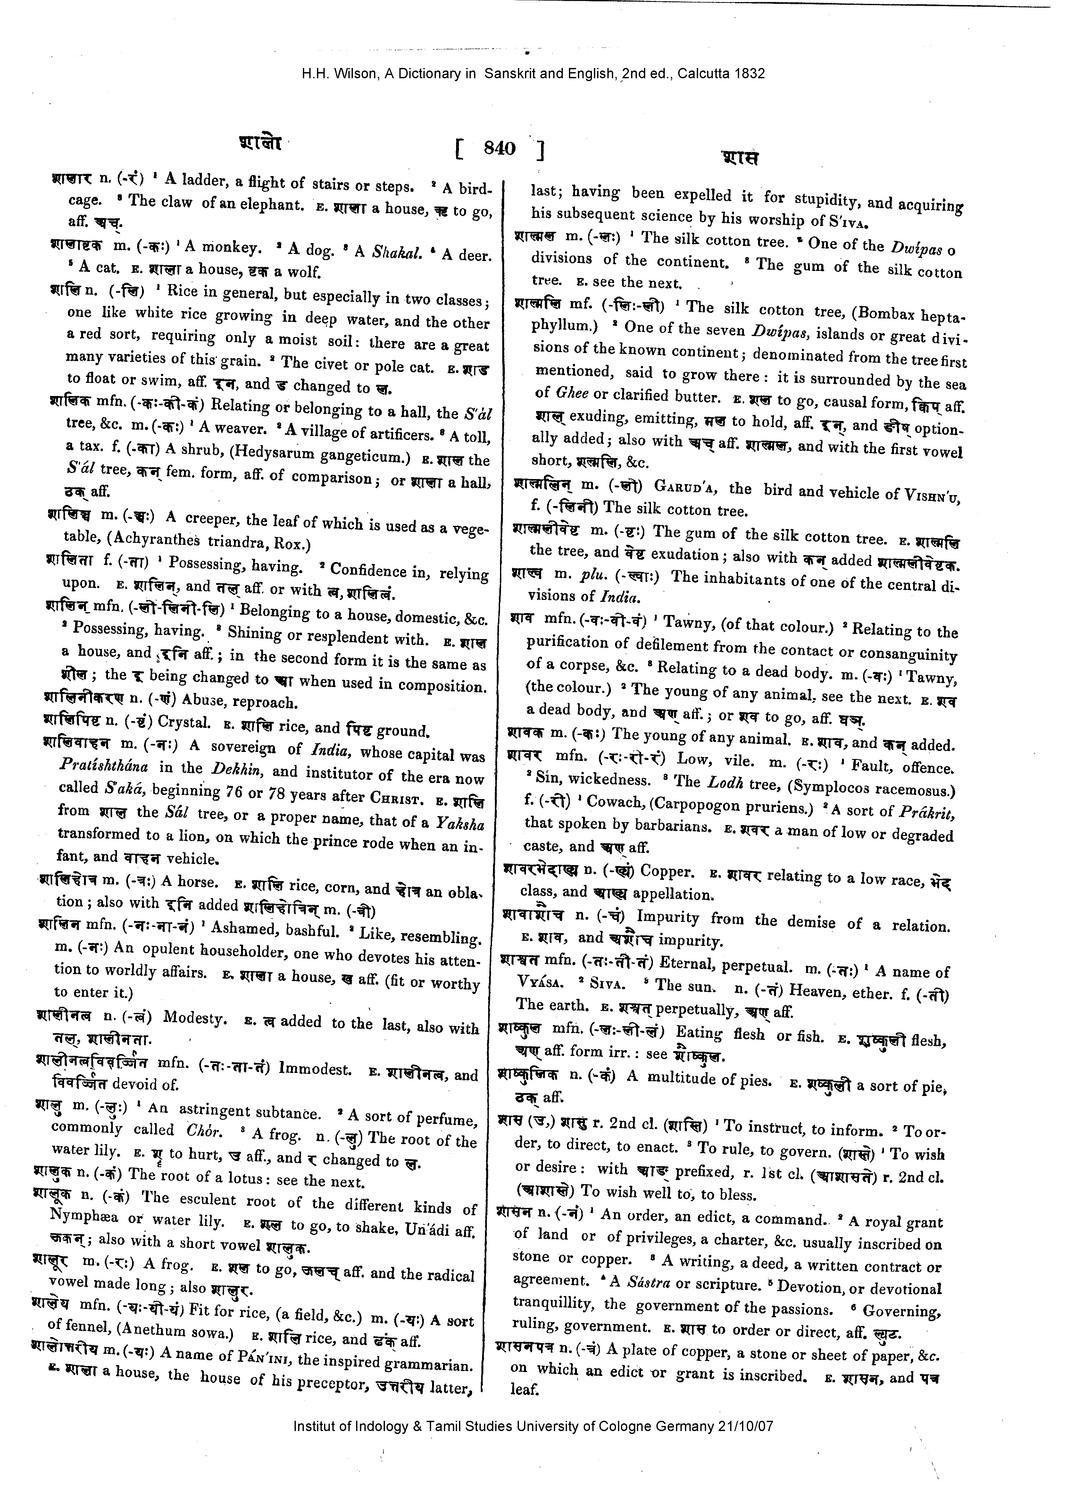 H.H. Wilson, A Dictionary in Sanskrit and English, 2nd ed., Calcutta 1832
शालो
[ 840 ]
शास
शालार n. (-रं) ¹ A ladder, a flight of stairs or steps. ² A bird-
cage. ³ The claw of an elephant. E. शाला a house, ऋ to go,
aff. अच्.
शालावृक m. (-कः) ¹ A monkey. ² A dog. ³ A Shakal. ⁴ A deer.
⁵ A cat. E. शाला a house, वृक a wolf.
शालि n. (-लि) ¹ Rice in general, but especially in two classes;
one like white rice growing in deep water, and the other
a red sort, requiring only a moist soil: there are a great
many varieties of this grain. ² The civet or pole cat. E. शाड
to float or swim, aff. इन्, and ड changed to ल.
शालिक mfn. (-कः-की-कं) Relating or belonging to a hall, the S'ál
tree, &c. m. (-कः) ¹ A weaver. ² A village of artificers. ³ A toll,
a tax. f. (-का) A shrub, (Hedysarum gangeticum.) E. शाल the
S'ál tree, कन् fem. form, aff. of comparison; or शाला a hall,
ठक् aff.
शालिञ्च m. (-ञ्चः) A creeper, the leaf of which is used as a vege-
table, (Achyranthes triandra, Rox.)
शालिता f. (-ता) ¹ Possessing, having. ² Confidence in, relying
upon. E. शालिन्, and तल् aff. or with त्व, शालित्वं.
शालिन् mfn. (-ली-लिनी-लि) ¹ Belonging to a house, domestic, &c.
² Possessing, having. ³ Shining or resplendent with. E. शाल
a house, and इनि aff.; in the second form it is the same as
शील; the ई being changed to आ when used in composition.
शालिनीकरण n. (-णं) Abuse, reproach.
शालिपिष्ट n. (-ष्टं) Crystal. E. शालि rice, and पिष्ट ground.
शालिवाहन m. (-नः) A sovereign of India, whose capital was
Pratishthána in the Dekhin, and institutor of the era now
called S'aká, beginning 76 or 78 years after CHRIST. E. शालि
from शाल the Sál tree, or a proper name, that of a Yaksha
transformed to a lion, on which the prince rode when an in-
fant, and वाहन vehicle.
शालिहोत्र m. (-त्रः) A horse. E. शालि rice, corn, and होत्र an obla-
tion; also with इनि added शालिहोत्रिन् m. (-त्री)
शालीन mfn. (-नः-ना-नं) ¹ Ashamed, bashful. ² Like, resembling.
m. (-नः) An opulent householder, one who devotes his atten-
tion to worldly affairs. E. शाला a house, ख aff. (fit or worthy
to enter it.)
शालीनत्व n. (-त्वं) Modesty. E. त्व added to the last, also with
तल्, शालीनता.
शालीनत्वविवर्ज्जित mfn. (-तः-ता-तं) Immodest. E. शालीनत्व, and
विवर्ज्जित devoid of.
शालु m. (-लुः) ¹ An astringent subtance. ² A sort of perfume,
commonly called Chór. ³ A frog. n. (-लु) The root of the
water lily. E. शॄ to hurt, उ aff., and र changed to ल.
शालुक n. (-कं) The root of a lotus: see the next.
शालूक n. (-कं) The esculent root of the different kinds of
Nymphæa or water lily. E. शल to go, to shake, Un'ádi aff.
ऊकन्; also with a short vowel शालुक.
शालूर m. (-रः) A frog. E. शल to go, ऊलच् aff. and the radical
vowel made long; also शालुर.
शालेय mfn. (-यः-यी-यं) Fit for rice, (a field, &c.) m. (-यः) A sort
of fennel, (Anethum sowa.) E. शालि rice, and ढक् aff.
शालोत्तरीय m. (-यः) A name of PÁN'INI, the inspired grammarian.
E. शाला a house, the house of his preceptor, उत्तरीय latter,
last; having been expelled it for stupidity, and acquiring
his subsequent science by his worship of S'IVA.
शाल्मल m. (-लः) ¹ The silk cotton tree. ² One of the Dwípas o
divisions of the continent. ³ The gum of the silk cotton
tree. E. see the next.
शाल्मलि mf. (-लिः-ली) ¹ The silk cotton tree, (Bombax hepta-
phyllum.) ² One of the seven Dwípas, islands or great divi-
sions of the known continent; denominated from the tree first
mentioned, said to grow there: it is surrounded by the sea
of Ghee or clarified butter. E. शल to go, causal form, क्विप् aff.
शाल् exuding, emitting, मल to hold, aff. इन्, and ङीष् option-
ally added; also with अच् aff. शाल्मल, and with the first vowel
short, शल्मलि, &c.
शाल्मलिन् m. (-ली) GARUD'A, the bird and vehicle of VISHN'U,
f. (-लिनी) The silk cotton tree.
शाल्मलीवेष्ट m. (-ष्टः) The gum of the silk cotton tree. E. शाल्मलि
the tree, and वेष्ट exudation; also with कन् added शाल्मलीवेष्टक.
शाल्व m. plu. (-ल्वाः) The inhabitants of one of the central di-
visions of India.
शाव mfn. (-वः-वी-वं) ¹ Tawny, (of that colour.) ² Relating to the
purification of defilement from the contact or consanguinity
of a corpse, &c. ³ Relating to a dead body. m. (-वः) ¹ Tawny,
(the colour.) ² The young of any animal, see the next. E. शव
a dead body, and अण् aff.; or शव to go, aff. घञ्.
शावक m. (-कः) The young of any animal. E. शाव, and कन् added.
शावर mfn. (-रः-री-रं) Low, vile. m. (-रः) ¹ Fault, offence.
² Sin, wickedness. ³ The Lodh tree, (Symplocos racemosus.)
f. (-री) ¹ Cowach, (Carpopogon pruriens.) ² A sort of Prákrit,
that spoken by barbarians. E. शवर a man of low or degraded
caste, and अण् aff.
शावरभेदाख्य n. (-ख्यं) Copper. E. शावर relating to a low race, भेद
class, and आख्य appellation.
शावाशौच n. (-चं) Impurity from the demise of a relation.
E. शाव, and अशौच impurity.
शाश्वत mfn. (-तः-ती-तं) Eternal, perpetual. m. (-तः) ¹ A name of
VYÁSA. ² SIVA. ³ The sun. n. (-तं) Heaven, ether. f. (-ती)
The earth. E. शश्वत् perpetually, अण् aff.
शाष्कुल mfn. (-लः-ली-लं) Eating flesh or fish. E. शुष्कुली flesh,
अण् aff. form irr.: see शौष्कुल.
शाष्कुलिक n. (-कं) A multitude of pies. E. शष्कुली a sort of pie,
ठक् aff.
शास (उ,) शासु r. 2nd cl. (शास्ति) ¹ To instruct, to inform. ² To or-
der, to direct, to enact. ³ To rule, to govern. (शास्ते) ¹ To wish
or desire: with आङ् prefixed, r. 1st cl. (आशासते) r. 2nd cl.
(आशास्ते) To wish well to, to bless.
शासन n. (-नं) ¹ An order, an edict, a command. ² A royal grant
of land or of privileges, a charter, &c. usually inscribed on
stone or copper. ³ A writing, a deed, a written contract or
agreement. ⁴ A Sástra or scripture. ⁵ Devotion, or devotional
tranquillity, the government of the passions. ⁶ Governing,
ruling, government. E. शास to order or direct, aff. ल्युट्.
शासनपत्र n. (-त्रं) A plate of copper, a stone or sheet of paper, &c.
on which an edict or grant is inscribed. E. शासन, and पत्र
leaf.
Institut of Indology & Tamil Studies University of Cologne Germany 21/10/07